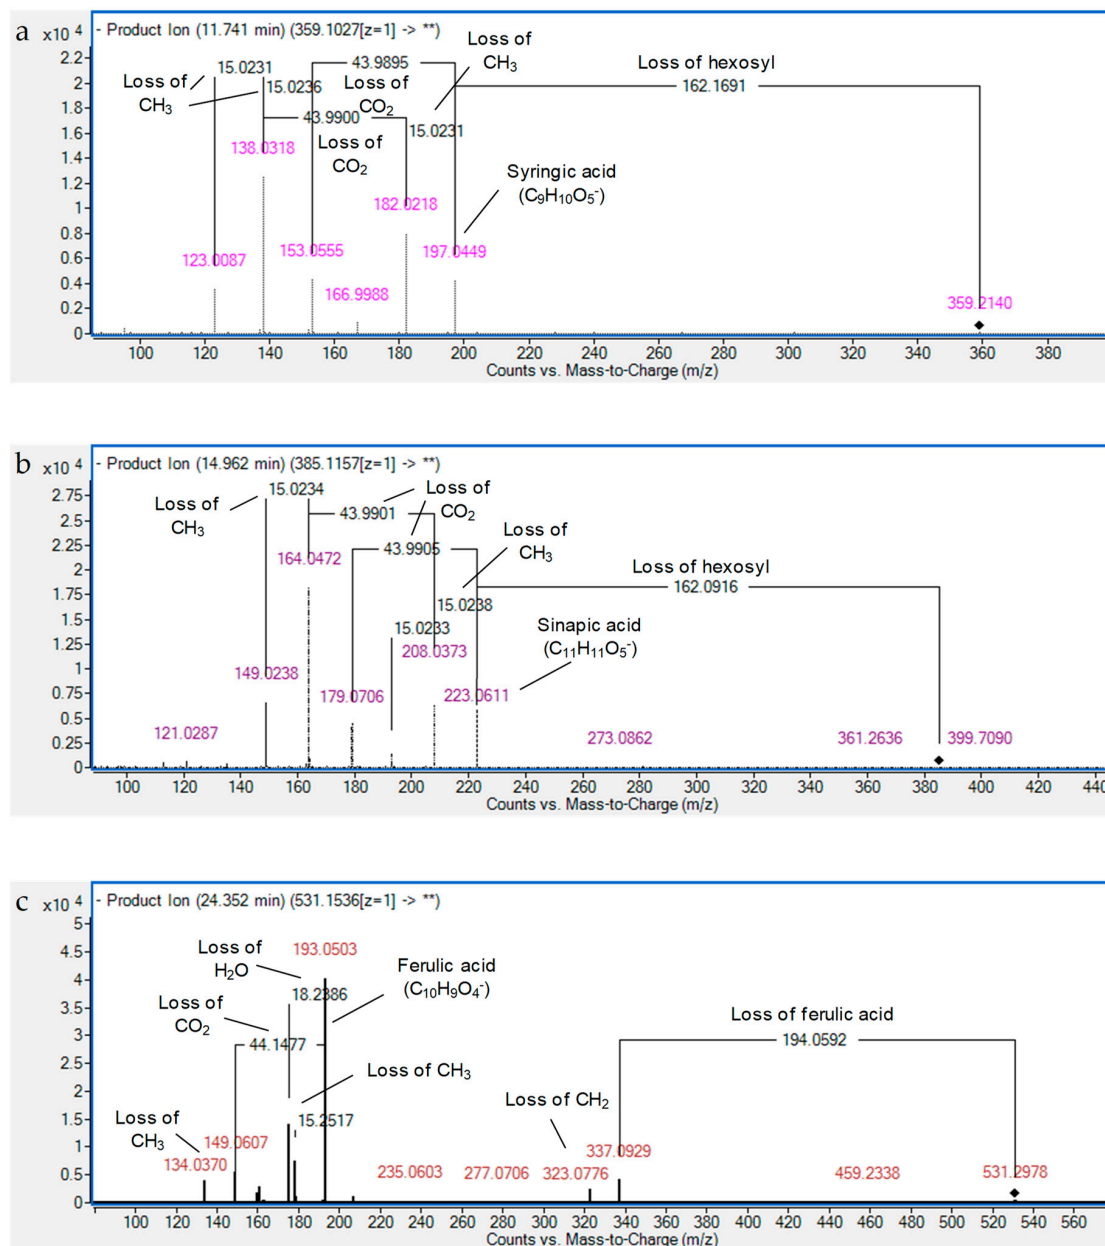 a
x10 4
- Product Ion (11.741 min) (359.1027[z=1] -> **)
Loss of
CH3
15.0231
15.0236
43.9895
Loss of
CO2
43.9900
Loss of
CO2
Loss of
CH3
15.0231
Loss of hexosyl
162.1691
138.0318
182.0218
Syringic acid
(C9H10O5-)
123.0087
153.0555
166.9988
197.0449
359.2140
2.2
2
1.8
1.6
1.4
1.2
1
0.8
0.6
0.4
0.2
0
100 120 140 160 180 200 220 240 260 280 300 320 340 360 380
Counts vs. Mass-to-Charge (m/z)
b
x10 4
- Product Ion (14.962 min) (385.1157[z=1] -> **)
Loss of
CH3
15.0234
43.9901
Loss of
CO2
43.9905
Loss of
CH3
15.0238
15.0233
Loss of hexosyl
162.0916
164.0472
208.0373
Sinapic acid
(C11H11O5-)
149.0238
179.0706
223.0611
121.0287
273.0862
361.2636
399.7090
2.75
2.5
2.25
2
1.75
1.5
1.25
1
0.75
0.5
0.25
0
100 120 140 160 180 200 220 240 260 280 300 320 340 360 380 400 420 440
Counts vs. Mass-to-Charge (m/z)
c
x10 4
- Product Ion (24.352 min) (531.1536[z=1] -> **)
Loss of
H2O
193.0503
Ferulic acid
(C10H9O4-)
18.2386
Loss of
CO2
44.1477
Loss of ferulic acid
194.0592
Loss of CH3
15.2517
Loss of CH2
Loss of
CH3
149.0607
134.0370
235.0603
277.0706
323.0776
337.0929
459.2338
531.2978
5
4.5
4
3.5
3
2.5
2
1.5
1
0.5
0
100 120 140 160 180 200 220 240 260 280 300 320 340 360 380 400 420 440 460 480 500 520 540 560
Counts vs. Mass-to-Charge (m/z)